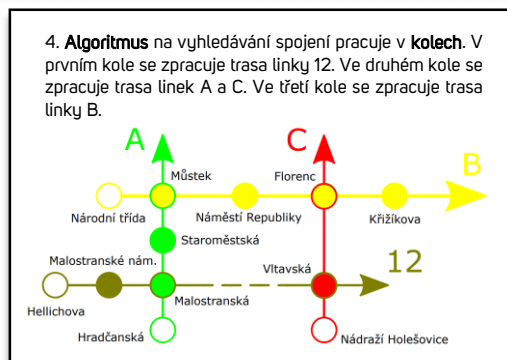 4. Algoritmus na vyhledávání spojení pracuje v kolech. V
prvním kole se zpracuje trasa linky 12. Ve druhém kole se
zpracuje trasa linek A a C. Ve třetí kole se zpracuje trasa
linky B.
A
C
B
Můstek
Florenc
Národní třída
Náměstí Republiky
Křižíkova
Staroměstská
Malostranské nám.
Vltavská
12
Malostranská
Hellichova
Hradčanská
Nádraží Holešovice